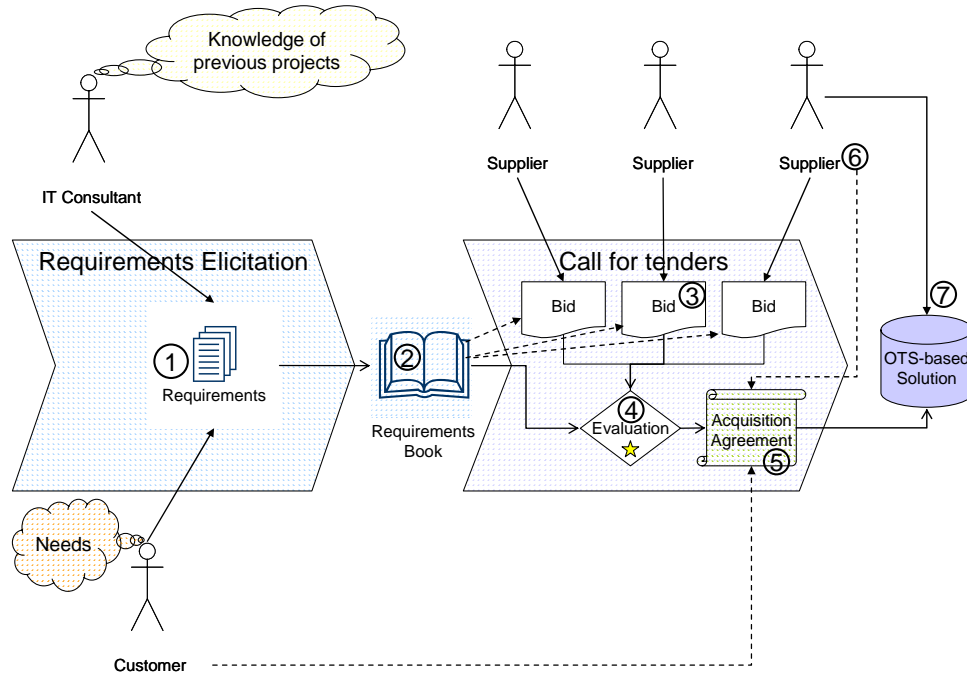 Knowledge of
previous projects
IT Consultant
Supplier
Supplier
Supplier
6
Requirements Elicitation
Call for tenders
Bid
Bid
3
Bid
7
OTS-based
Solution
1
Requirements
2
Requirements
Book
4
Evaluation
Acquisition
Agreement
5
Needs
Customer